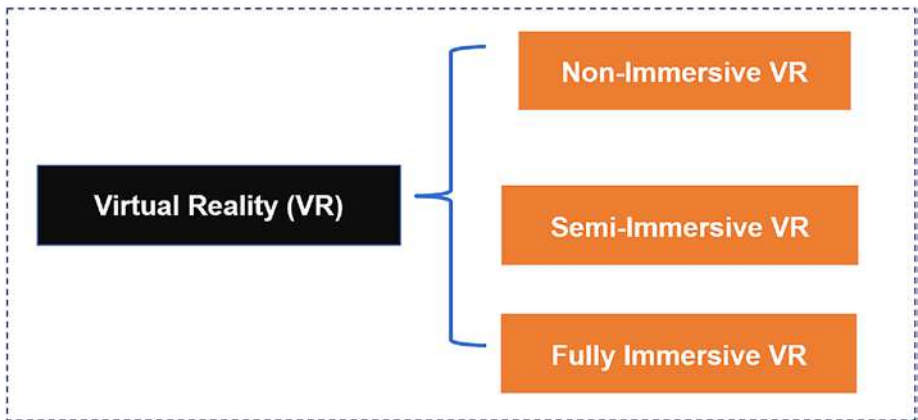 Non-Immersive VR
Virtual Reality (VR)
Semi-Immersive VR
Fully Immersive VR